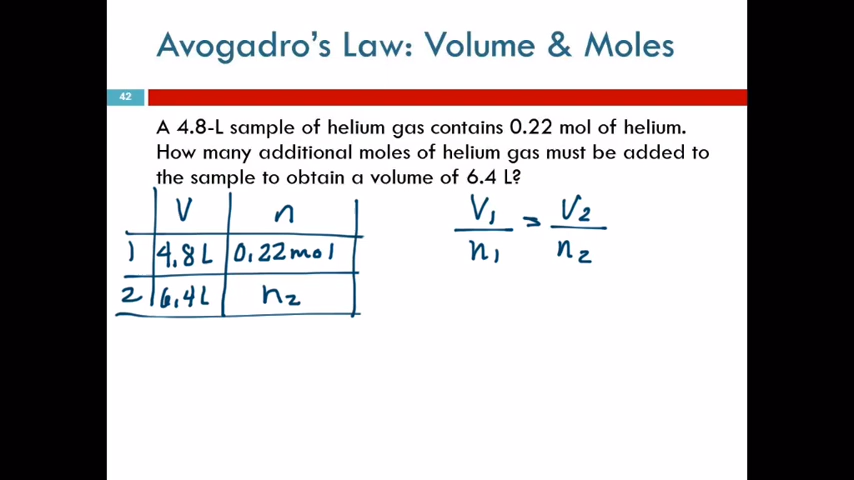 Avogadro's Law: Volume & Moles
42
A 4.8-L sample of helium gas contains 0.22 mol of helium.
How many additional moles of helium gas must be added to
the sample to obtain a volume of 6.4 L?
V n
1 4.8L 0.22mol
2 6.4L n₂
V₁/n₁ = V₂/n₂